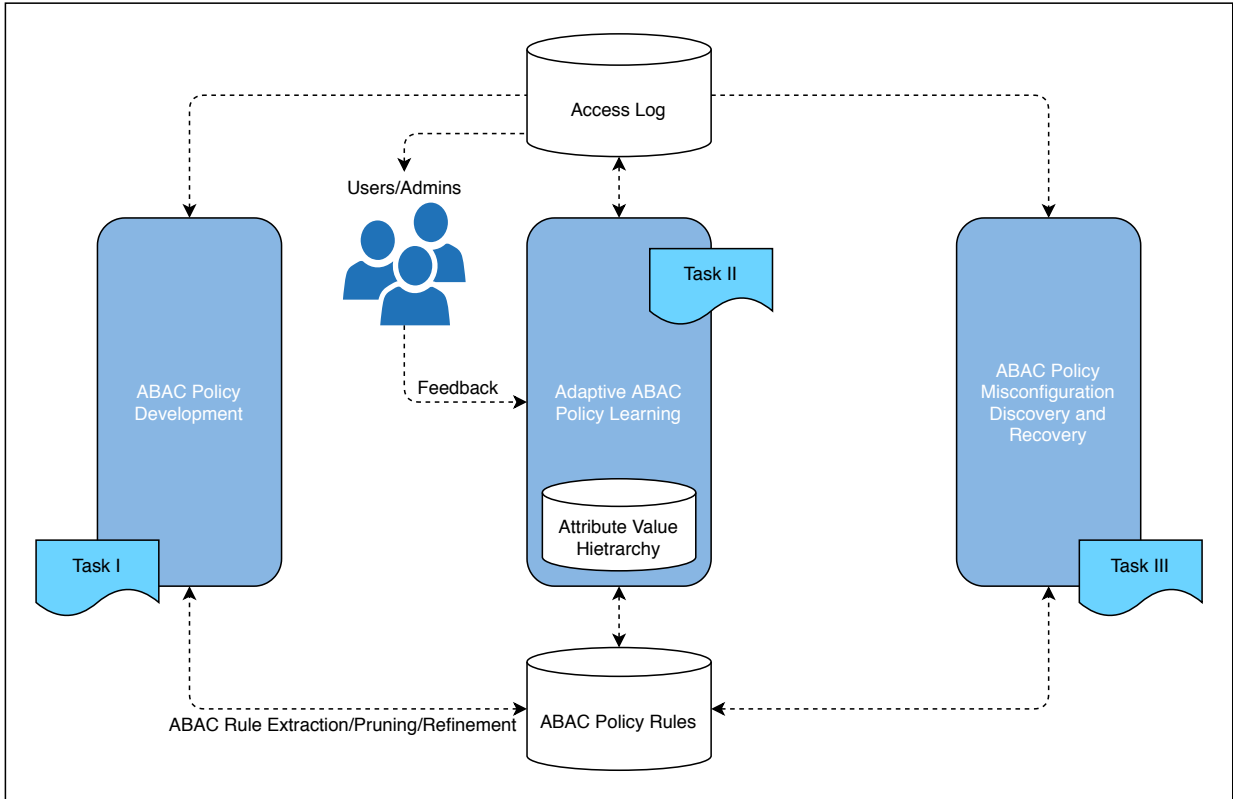 Access Log
Users/Admins
Task II
ABAC Policy
Development
Feedback
Adaptive ABAC
Policy Learning
ABAC Policy
Misconfiguration
Discovery and
Recovery
Attribute Value
Hietrarchy
Task I
Task III
ABAC Rule Extraction/Pruning/Refinement
ABAC Policy Rules